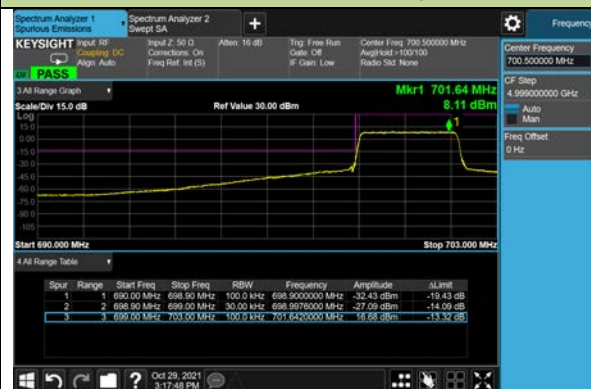 Spectrum Analyzer 1
Spurious Emissions
Spectrum Analyzer 2
Swept SA
+
Frequency
KEYSIGHT
Input: RF
Coupling: DC
Align: Auto
Input Z: 50 Ω
Corrections: On
Freq Ref: Int (S)
Atten: 16 dB
Trig: Free Run
Gate: Off
IF Gain: Low
Center Freq: 700.500000 MHz
Avg|Hold:>100/100
Radio Std: None
PASS
Center Frequency
700.500000 MHz
CF Step
4.999000000 GHz
Auto
Man
Freq Offset
0 Hz
3 All Range Graph
Scale/Div 15.0 dB
Ref Value 30.00 dBm
Mkr1 701.64 MHz
8.11 dBm
Log
15.0
0.00
-15.0
-30.0
-45.0
-60.0
-75.0
-90.0
-105
1
Start 690.000 MHz
Stop 703.000 MHz
4 All Range Table
Spur Range Start Freq Stop Freq RBW Frequency Amplitude ΔLimit
1 1 690.00 MHz 698.90 MHz 100.0 kHz 698.9000000 MHz -32.43 dBm -19.43 dB
2 2 698.90 MHz 699.00 MHz 30.00 kHz 698.9976000 MHz -27.09 dBm -14.09 dB
3 3 699.00 MHz 703.00 MHz 100.0 kHz 701.6420000 MHz 16.68 dBm -13.32 dB
?
Oct 29, 2021
3:17:48 PM